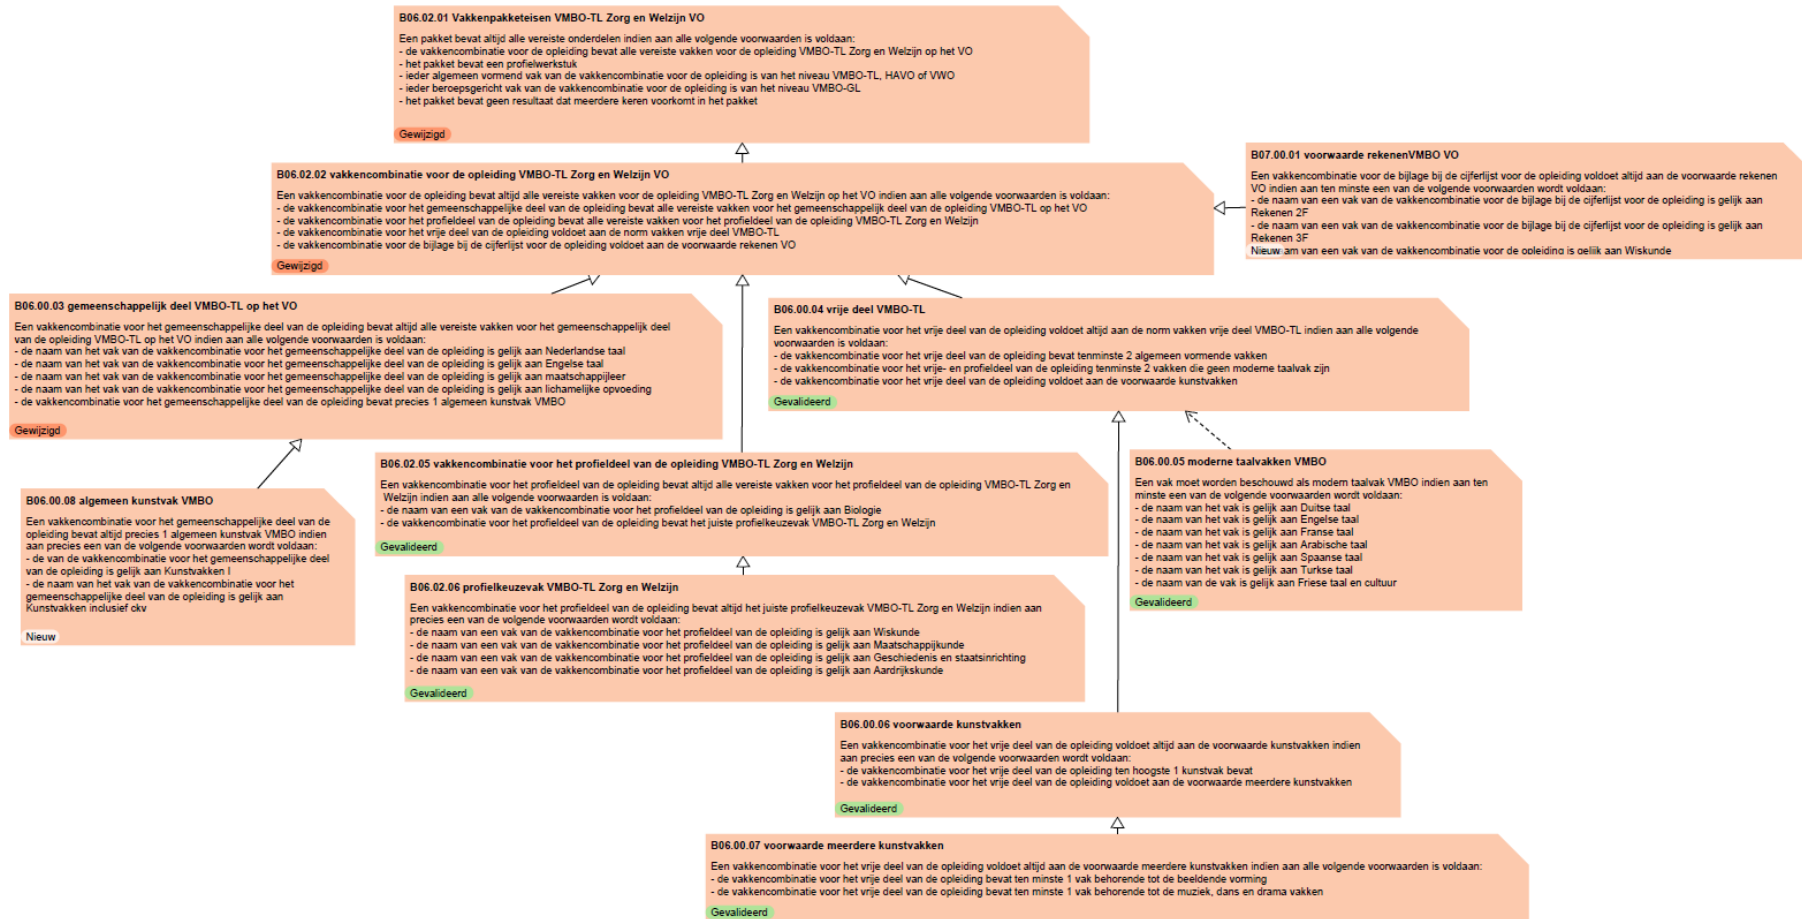 B06.02.01 Vakkenpakketeisen VMBO-TL Zorg en Welzijn VO
Een pakket bevat altijd alle vereiste onderdelen indien aan alle volgende voorwaarden is voldaan:
- de vakkencombinatie voor de opleiding bevat alle vereiste vakken voor de opleiding VMBO-TL Zorg en Welzijn op het VO
- het pakket bevat een profielwerkstuk
- ieder algemeen vormend vak van de vakkencombinatie voor de opleiding is van het niveau VMBO-TL, HAVO of VWO
- ieder beroepsgericht vak van de vakkencombinatie voor de opleiding is van het niveau VMBO-GL
- het pakket bevat geen resultaat dat meerdere keren voorkomt in het pakket
Gewijzigd
B06.02.02 vakkencombinatie voor de opleiding VMBO-TL Zorg en Welzijn VO
Een vakkencombinatie voor de opleiding bevat altijd alle vereiste vakken voor de opleiding VMBO-TL Zorg en Welzijn op het VO indien aan alle volgende voorwaarden is voldaan:
- de vakkencombinatie voor het gemeenschappelijke deel van de opleiding bevat alle vereiste vakken voor het gemeenschappelijk deel van de opleiding VMBO-TL op het VO
- de vakkencombinatie voor het profieldeel van de opleiding bevat alle vereiste vakken voor het profieldeel van de opleiding VMBO-TL Zorg en Welzijn
- de vakkencombinatie voor het vrije deel van de opleiding voldoet aan de norm vakken vrije deel VMBO-TL
- de vakkencombinatie voor de bijlage bij de cijferlijst voor de opleiding voldoet aan de voorwaarde rekenen VO
Gewijzigd
B07.00.01 voorwaarde rekenenVMBO VO
Een vakkencombinatie voor de bijlage bij de cijferlijst voor de opleiding voldoet altijd aan de voorwaarde rekenen
VO indien aan ten minste een van de volgende voorwaarden wordt voldaan:
- de naam van een vak van de vakkencombinatie voor de bijlage bij de cijferlijst voor de opleiding is gelijk aan
Rekenen 2F
- de naam van een vak van de vakkencombinatie voor de bijlage bij de cijferlijst voor de opleiding is gelijk aan
Rekenen 3F
Nieuw am van een vak van de vakkencombinatie voor de opleiding is gelijk aan Wiskunde
B06.00.03 gemeenschappelijk deel VMBO-TL op het VO
Een vakkencombinatie voor het gemeenschappelijke deel van de opleiding bevat altijd alle vereiste vakken voor het gemeenschappelijk deel
van de opleiding VMBO-TL op het VO indien aan alle volgende voorwaarden is voldaan:
- de naam van het vak van de vakkencombinatie voor het gemeenschappelijke deel van de opleiding is gelijk aan Nederlandse taal
- de naam van het vak van de vakkencombinatie voor het gemeenschappelijke deel van de opleiding is gelijk aan Engelse taal
- de naam van het vak van de vakkencombinatie voor het gemeenschappelijke deel van de opleiding is gelijk aan maatschappijleer
- de naam van het vak van de vakkencombinatie voor het gemeenschappelijke deel van de opleiding is gelijk aan lichamelijke opvoeding
- de vakkencombinatie voor het gemeenschappelijke deel van de opleiding bevat precies 1 algemeen kunstvak VMBO
Gewijzigd
B06.00.04 vrije deel VMBO-TL
Een vakkencombinatie voor het vrije deel van de opleiding voldoet altijd aan de norm vakken vrije deel VMBO-TL indien aan alle volgende
voorwaarden is voldaan:
- de vakkencombinatie voor het vrije deel van de opleiding bevat tenminste 2 algemeen vormende vakken
- de vakkencombinatie voor het vrije- en profieldeel van de opleiding tenminste 2 vakken die geen moderne taalvak zijn
- de vakkencombinatie voor het vrije deel van de opleiding voldoet aan de voorwaarde kunstvakken
Gevalideerd
B06.02.05 vakkencombinatie voor het profieldeel van de opleiding VMBO-TL Zorg en Welzijn
Een vakkencombinatie voor het profieldeel van de opleiding bevat altijd alle vereiste vakken voor het profieldeel van de opleiding VMBO-TL Zorg en
Welzijn indien aan alle volgende voorwaarden is voldaan:
- de naam van een vak van de vakkencombinatie voor het profieldeel van de opleiding is gelijk aan Biologie
- de vakkencombinatie voor het profieldeel van de opleiding bevat het juiste profielkeuzevak VMBO-TL Zorg en Welzijn
Gevalideerd
B06.00.05 moderne taalvakken VMBO
Een vak moet worden beschouwd als modern taalvak VMBO indien aan ten
minste een van de volgende voorwaarden wordt voldaan:
- de naam van het vak is gelijk aan Duitse taal
- de naam van het vak is gelijk aan Engelse taal
- de naam van het vak is gelijk aan Franse taal
- de naam van het vak is gelijk aan Arabische taal
- de naam van het vak is gelijk aan Spaanse taal
- de naam van het vak is gelijk aan Turkse taal
- de naam van de vak is gelijk aan Friese taal en cultuur
Gevalideerd
B06.00.08 algemeen kunstvak VMBO
Een vakkencombinatie voor het gemeenschappelijke deel van de
opleiding bevat altijd precies 1 algemeen kunstvak VMBO indien
aan precies een van de volgende voorwaarden wordt voldaan:
- de van de vakkencombinatie voor het gemeenschappelijke deel
van de opleiding is gelijk aan Kunstvakken I
- de naam van het vak van de vakkencombinatie voor het
gemeenschappelijke deel van de opleiding is gelijk aan
Kunstvakken inclusief ckv
Nieuw
B06.02.06 profielkeuzevak VMBO-TL Zorg en Welzijn
Een vakkencombinatie voor het profieldeel van de opleiding bevat altijd het juiste profielkeuzevak VMBO-TL Zorg en Welzijn indien aan
precies een van de volgende voorwaarden wordt voldaan:
- de naam van een vak van de vakkencombinatie voor het profieldeel van de opleiding is gelijk aan Wiskunde
- de naam van een vak van de vakkencombinatie voor het profieldeel van de opleiding is gelijk aan Maatschappijkunde
- de naam van een vak van de vakkencombinatie voor het profieldeel van de opleiding is gelijk aan Geschiedenis en staatsinrichting
- de naam van een vak van de vakkencombinatie voor het profieldeel van de opleiding is gelijk aan Aardrijkskunde
Gevalideerd
B06.00.06 voorwaarde kunstvakken
Een vakkencombinatie voor het vrije deel van de opleiding voldoet altijd aan de voorwaarde kunstvakken indien
aan precies een van de volgende voorwaarden wordt voldaan:
- de vakkencombinatie voor het vrije deel van de opleiding ten hoogste 1 kunstvak bevat
- de vakkencombinatie voor het vrije deel van de opleiding voldoet aan de voorwaarde meerdere kunstvakken
Gevalideerd
B06.00.07 voorwaarde meerdere kunstvakken
Een vakkencombinatie voor het vrije deel van de opleiding voldoet altijd aan de voorwaarde meerdere kunstvakken indien aan alle volgende voorwaarden is voldaan:
- de vakkencombinatie voor het vrije deel van de opleiding bevat ten minste 1 vak behorende tot de beeldende vorming
- de vakkencombinatie voor het vrije deel van de opleiding bevat ten minste 1 vak behorende tot de muziek, dans en drama vakken
Gevalideerd